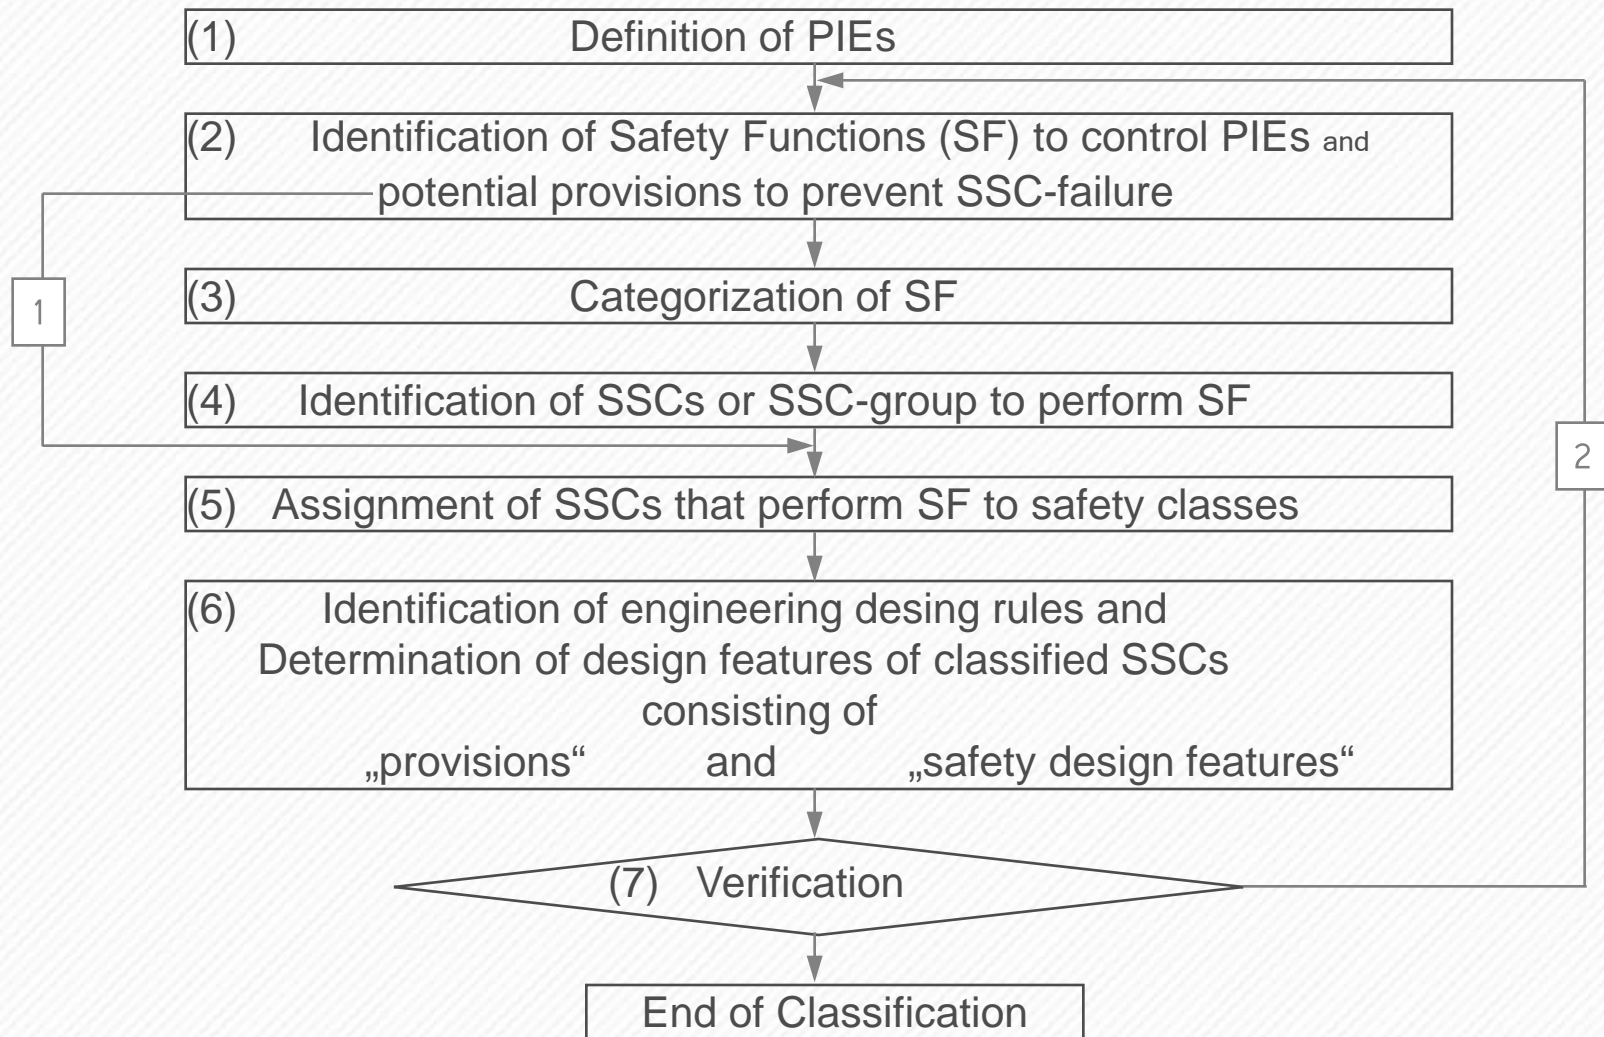 (1) Definition of PIEs
(2) Identification of Safety Functions (SF) to control PIEs and
potential provisions to prevent SSC-failure
1
(3) Categorization of SF
(4) Identification of SSCs or SSC-group to perform SF
2
(5) Assignment of SSCs that perform SF to safety classes
(6) Identification of engineering desing rules and
Determination of design features of classified SSCs
consisting of
„provisions“ and „safety design features“
(7) Verification
End of Classification